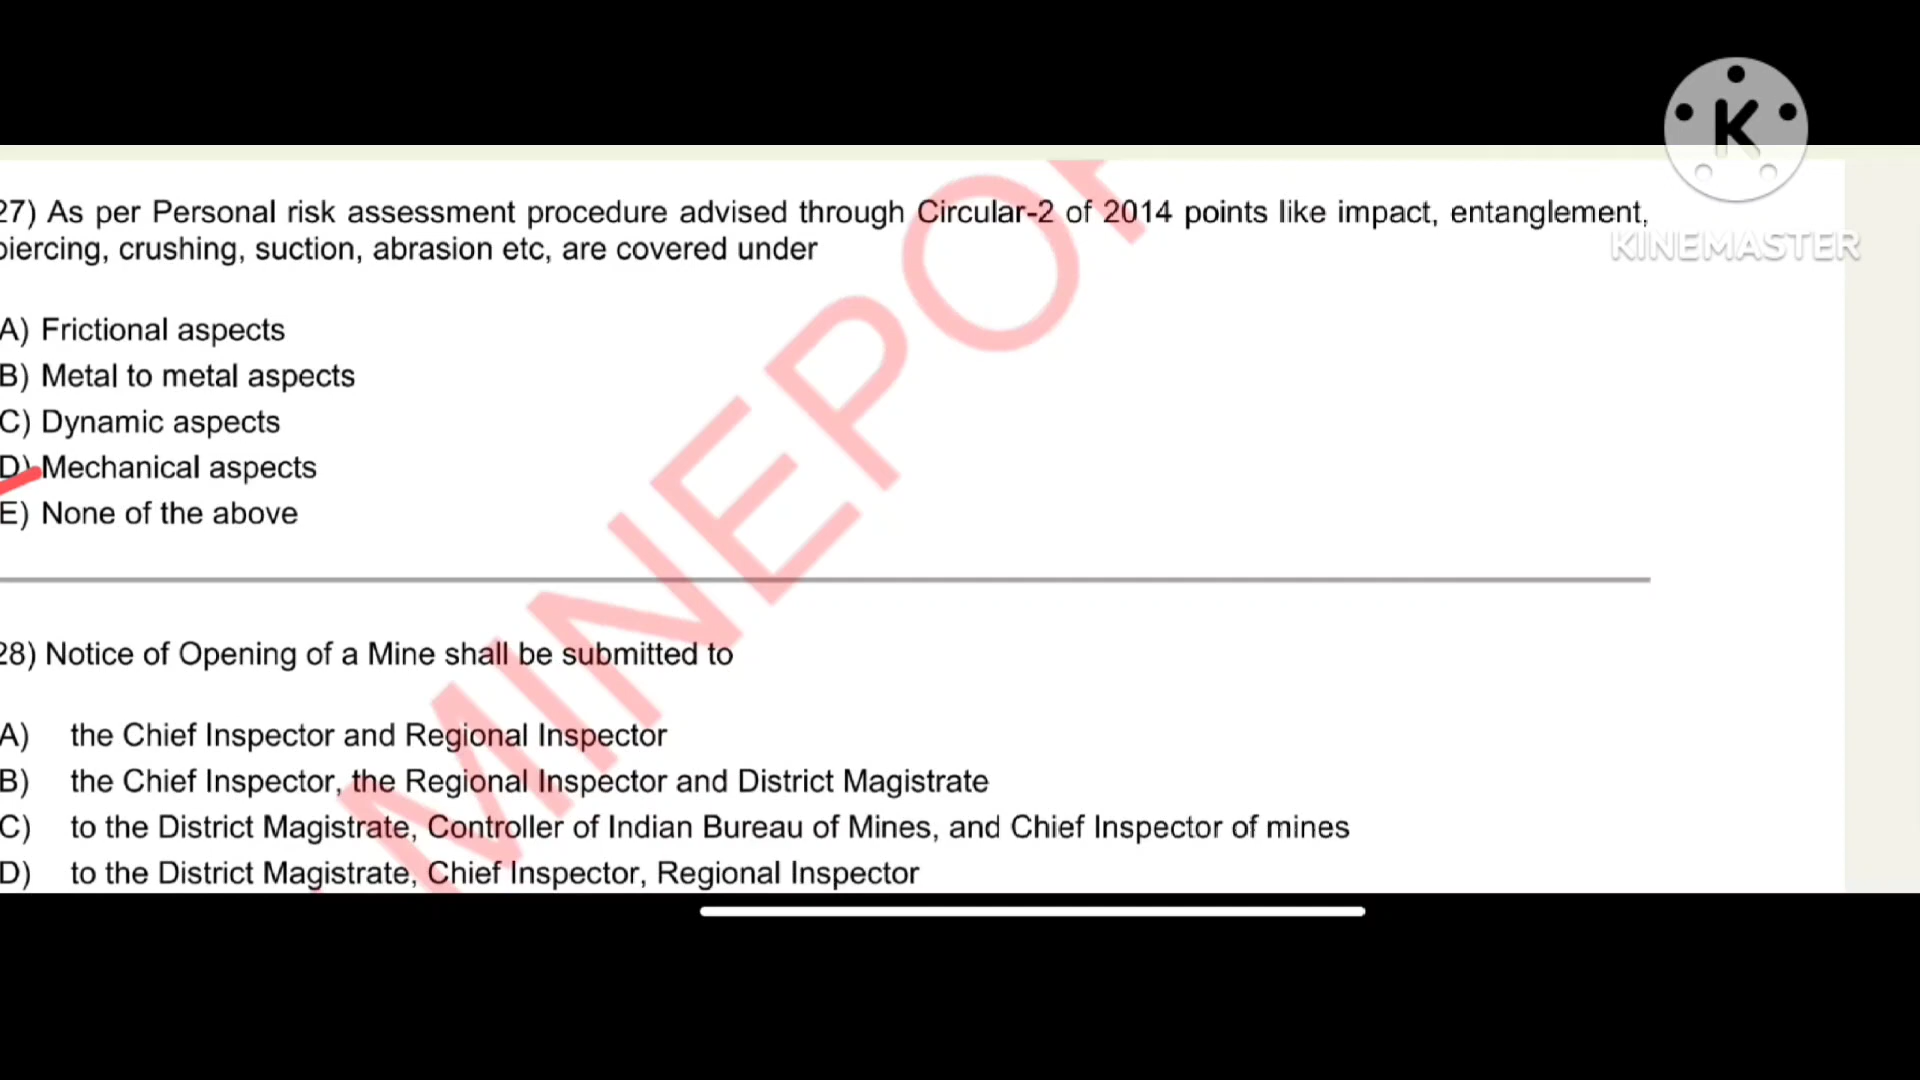 K
KINEMASTER
27) As per Personal risk assessment procedure advised through Circular-2 of 2014 points like impact, entanglement,
piercing, crushing, suction, abrasion etc, are covered under
A) Frictional aspects
B) Metal to metal aspects
C) Dynamic aspects
D) Mechanical aspects
E) None of the above
28) Notice of Opening of a Mine shall be submitted to
A) the Chief Inspector and Regional Inspector
B) the Chief Inspector, the Regional Inspector and District Magistrate
C) to the District Magistrate, Controller of Indian Bureau of Mines, and Chief Inspector of mines
D) to the District Magistrate, Chief Inspector, Regional Inspector
MINEPO